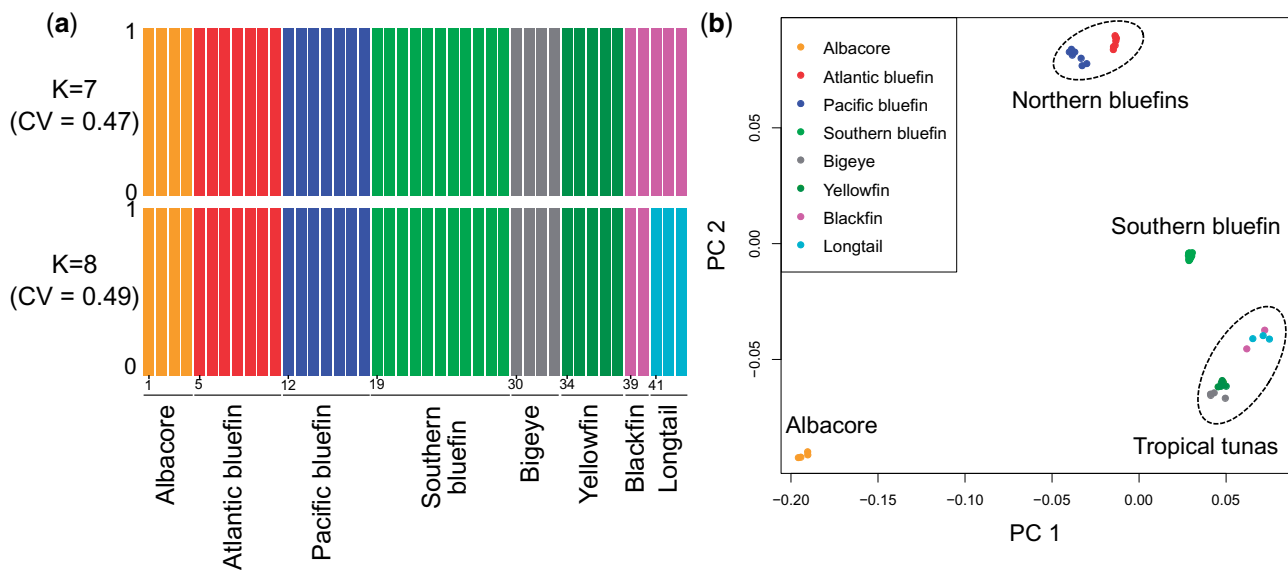 (a)
1
K=7
(CV = 0.47)
0
1
K=8
(CV = 0.49)
0
1 5 12 19 30 34 39 41
Albacore
Atlantic bluefin
Pacific bluefin
Southern
bluefin
Bigeye
Yellowfin
Blackfin
Longtail
(b)
Albacore
Atlantic bluefin
Pacific bluefin
Southern bluefin
Bigeye
Yellowfin
Blackfin
Longtail
Northern bluefins
Southern bluefin
Tropical tunas
Albacore
PC 2
0.05
0.00
−0.05
−0.20 −0.15 −0.10 −0.05 0.00 0.05
PC 1